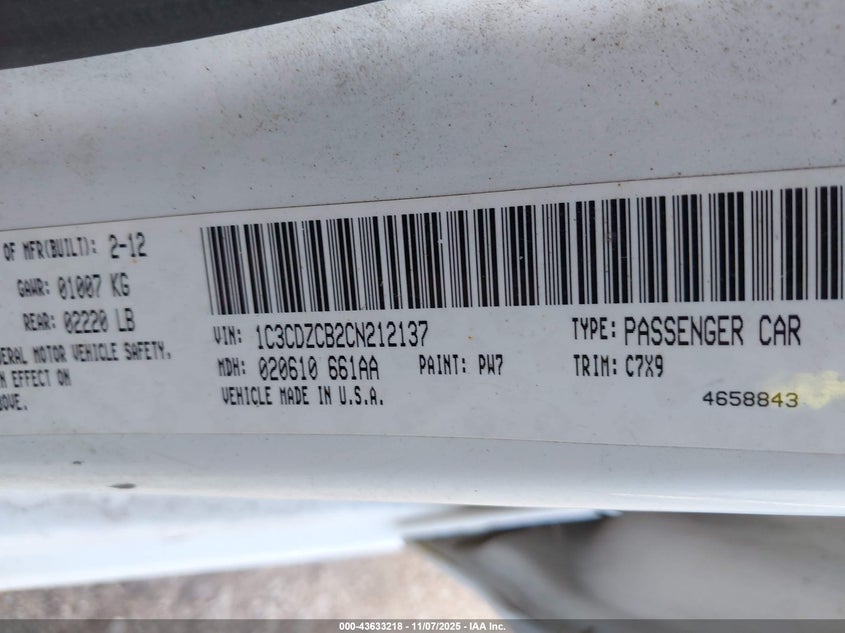 OF MFR(BUILT): 2-12
GAWR: 01007 KG
REAR: 02220 LB
ERAL MOTOR VEHICLE SAFETY,
N EFFECT ON
OVE.
VIN: 1C3CDZCB2CN212137
TYPE: PASSENGER CAR
MDH: 020610 661AA PAINT: PW7 TRIM: C7X9
VEHICLE MADE IN U.S.A.
4658843
000-43633218 - 11/07/2025 - IAA Inc.